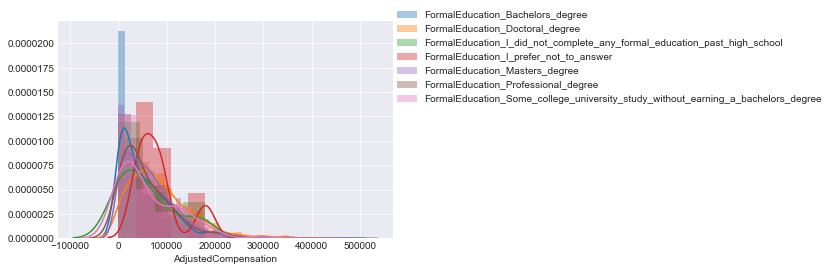 FormalEducation_Bachelors_degree
FormalEducation_Doctoral_degree
FormalEducation_I_did_not_complete_any_formal_education_past_high_school
FormalEducation_I_prefer_not_to_answer
FormalEducation_Masters_degree
FormalEducation_Professional_degree
FormalEducation_Some_college_university_study_without_earning_a_bachelors_degree
0.0000200
0.0000175
0.0000150
0.0000125
0.0000100
0.0000075
0.0000050
0.0000025
0.0000000
−100000 0 100000 200000 300000 400000 500000
AdjustedCompensation